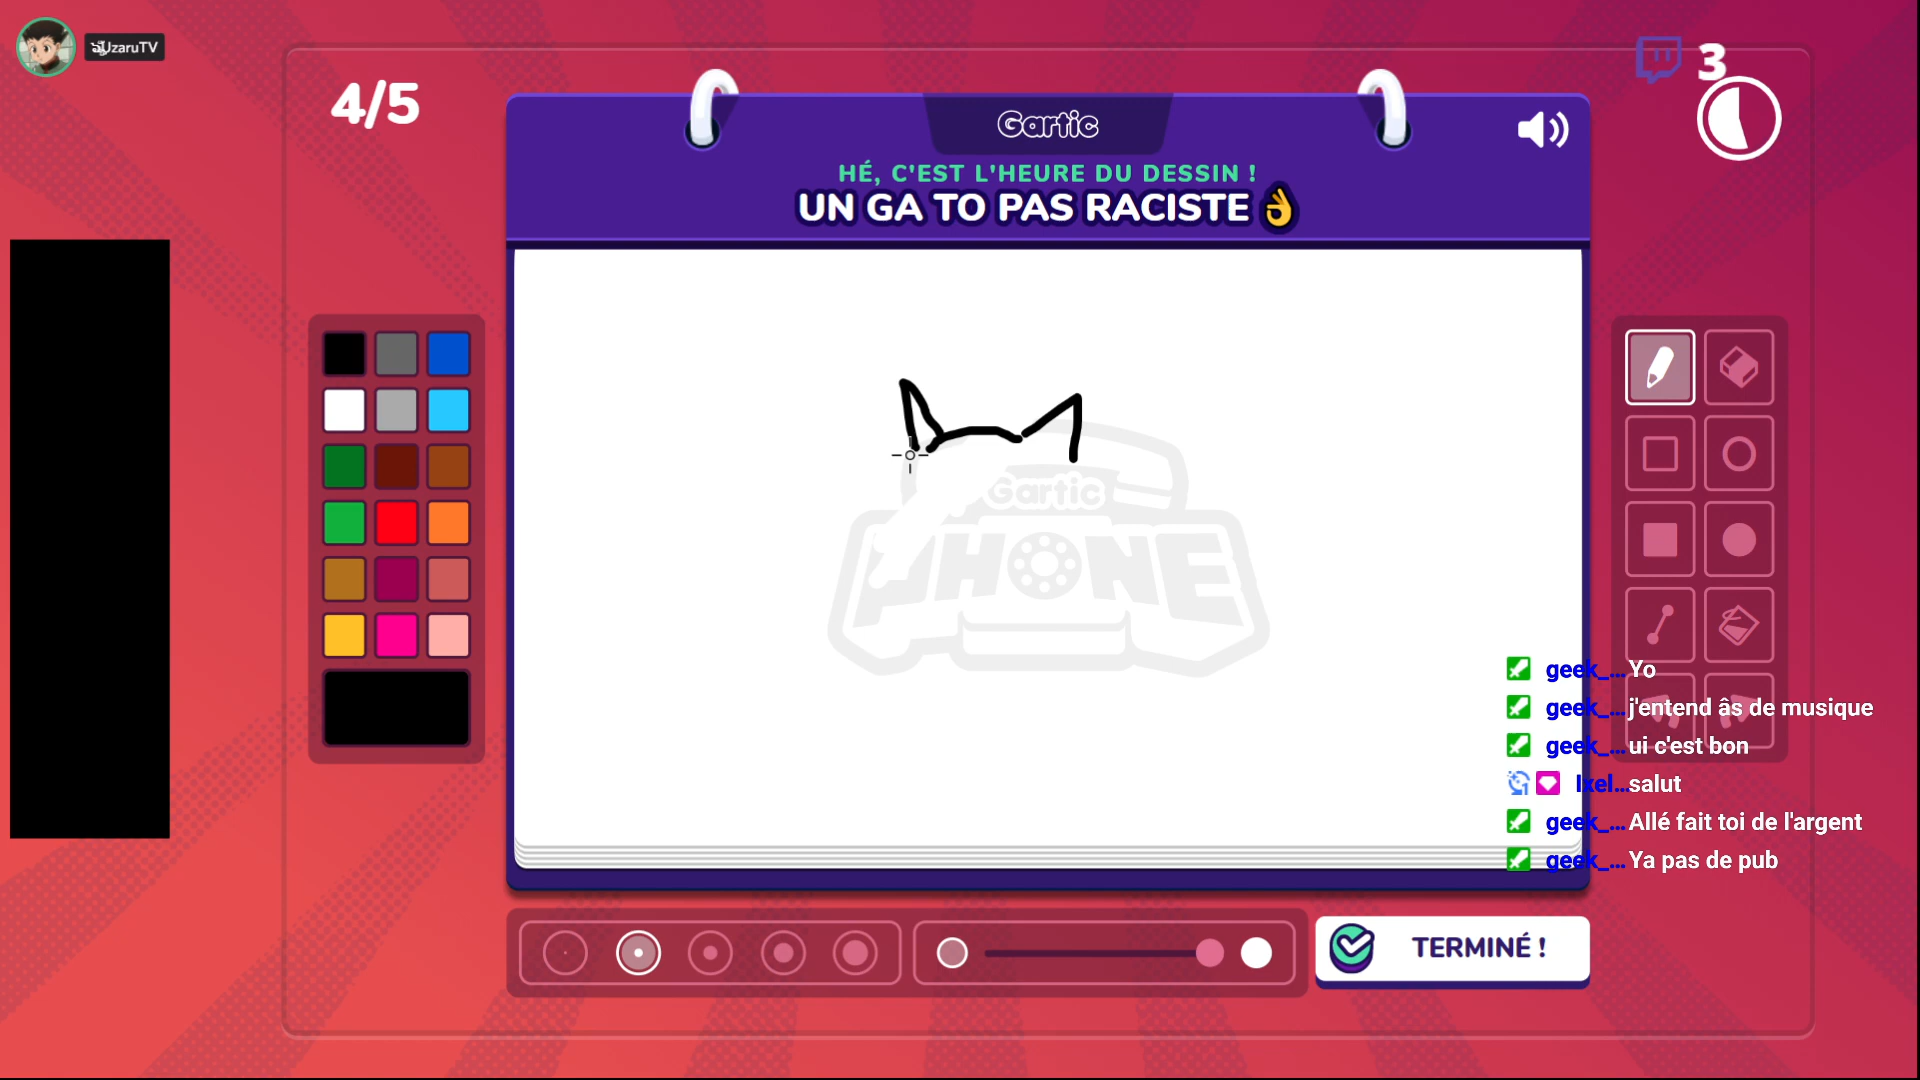 UzaruTV
4/5
3
Gartic
HÉ, C'EST L'HEURE DU DESSIN !
UN GA TO PAS RACISTE 👌
Gartic
PHONE
geek_... Yo
geek_... j'entend âs de musique
geek_... ui c'est bon
Ixel... salut
geek_... Allé fait toi de l'argent
geek_... Ya pas de pub
TERMINÉ !